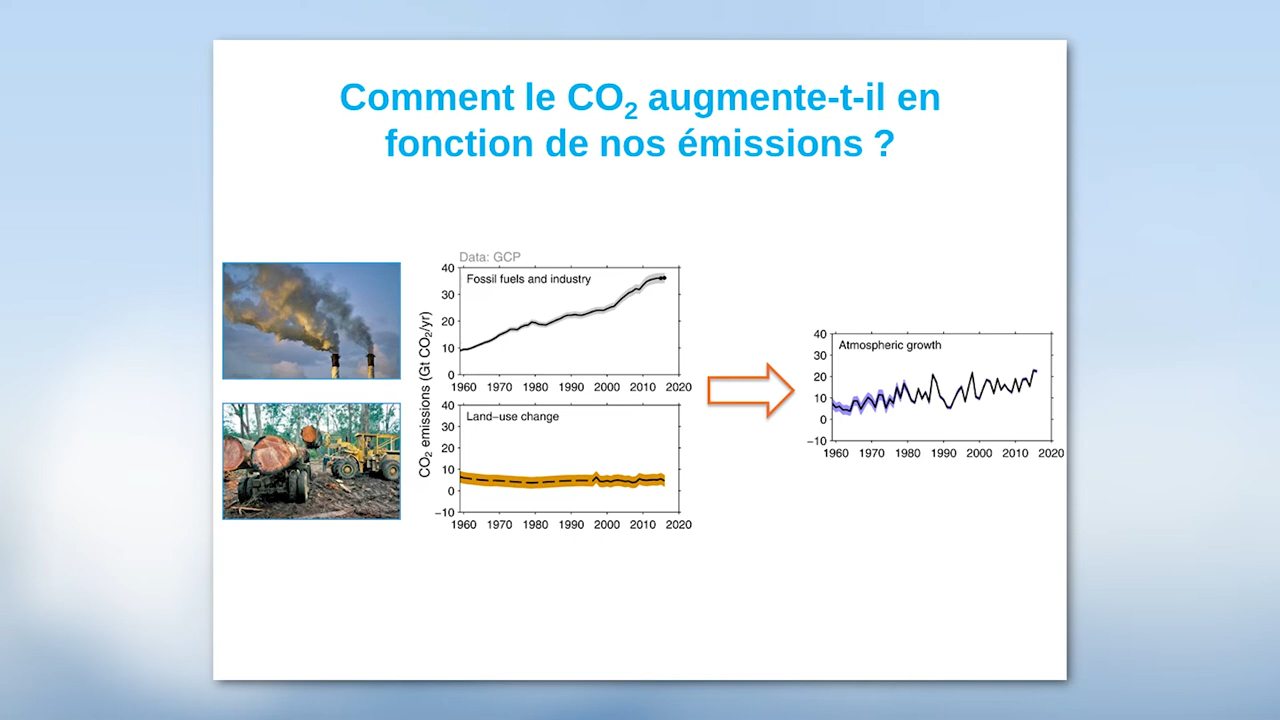 Comment le CO₂ augmente-t-il en
fonction de nos émissions ?
Data: GCP
CO₂ emissions (Gt CO₂/yr)
Fossil fuels and industry
40
30
20
10
0
1960 1970 1980 1990 2000 2010 2020
Land–use change
40
30
20
10
0
−10
1960 1970 1980 1990 2000 2010 2020
Atmospheric growth
40
30
20
10
0
−10
1960 1970 1980 1990 2000 2010 2020